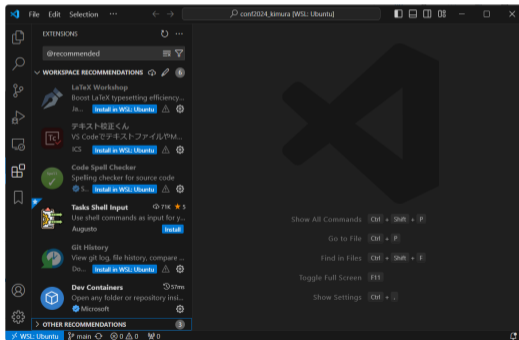 File Edit Selection ··· conf2024_kimura [WSL: Ubuntu]
EXTENSIONS
@recommended
WORKSPACE RECOMMENDATIONS 6
LaTeX Workshop
Boost LaTeX typesetting efficiency...
Ja... Install in WSL: Ubuntu
テキスト校正くん
VS CodeでテキストファイルやM...
ICS Install in WSL: Ubuntu
Code Spell Checker
Spelling checker for source code
S... Install in WSL: Ubuntu
Tasks Shell Input 71K ★ 5
Use shell commands as input for y...
Augusto Install
Git History
View git log, file history, compare ...
Do... Install in WSL: Ubuntu
Dev Containers 57ms
Open any folder or repository insi...
Microsoft
OTHER RECOMMENDATIONS 3
Show All Commands Ctrl + Shift + P
Go to File Ctrl + P
Find in Files Ctrl + Shift + F
Toggle Full Screen F11
Show Settings Ctrl + ,
WSL: Ubuntu main 0 0 0